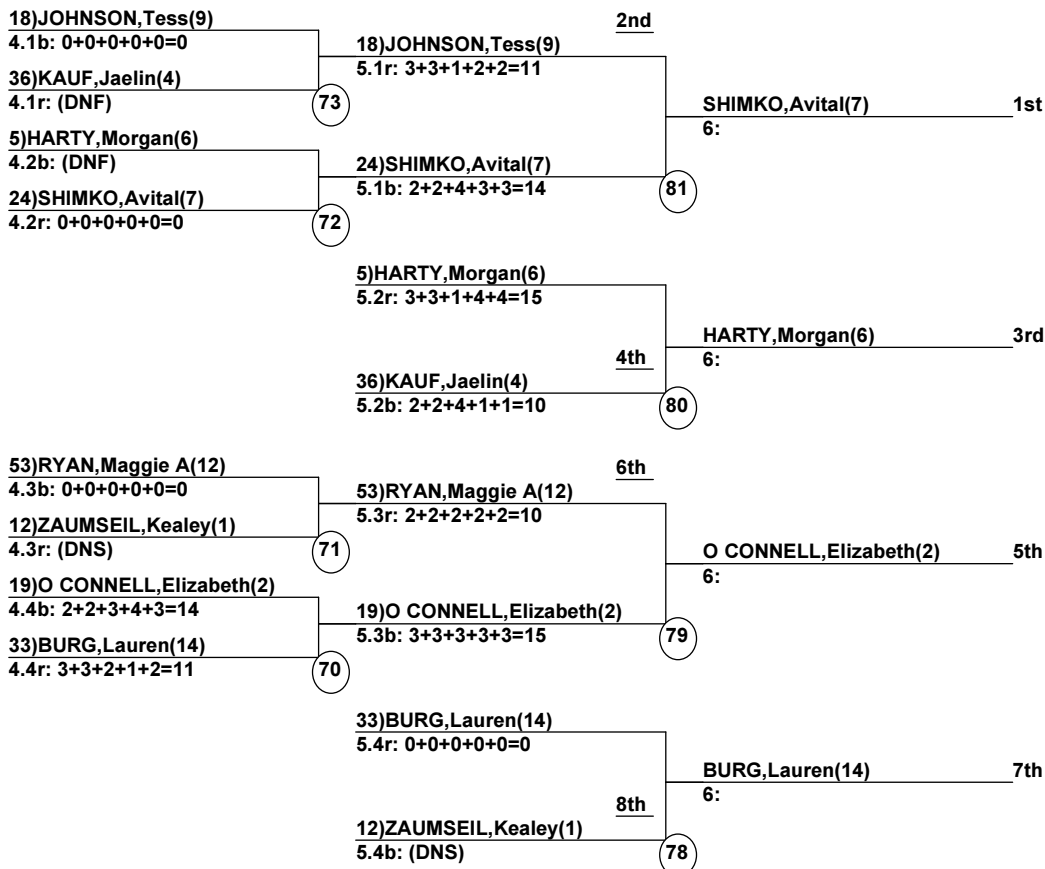 18)JOHNSON,Tess(9)
4.1b: 0+0+0+0+0=0
36)KAUF,Jaelin(4)
4.1r: (DNF)
73
5)HARTY,Morgan(6)
4.2b: (DNF)
24)SHIMKO,Avital(7)
4.2r: 0+0+0+0+0=0
72
2nd
18)JOHNSON,Tess(9)
5.1r: 3+3+1+2+2=11
24)SHIMKO,Avital(7)
5.1b: 2+2+4+3+3=14
81
SHIMKO,Avital(7) 1st
6:
5)HARTY,Morgan(6)
5.2r: 3+3+1+4+4=15
4th
36)KAUF,Jaelin(4)
5.2b: 2+2+4+1+1=10
80
HARTY,Morgan(6) 3rd
6:
53)RYAN,Maggie A(12)
4.3b: 0+0+0+0+0=0
12)ZAUMSEIL,Kealey(1)
4.3r: (DNS)
71
19)O CONNELL,Elizabeth(2)
4.4b: 2+2+3+4+3=14
33)BURG,Lauren(14)
4.4r: 3+3+2+1+2=11
70
6th
53)RYAN,Maggie A(12)
5.3r: 2+2+2+2+2=10
19)O CONNELL,Elizabeth(2)
5.3b: 3+3+3+3+3=15
79
O CONNELL,Elizabeth(2) 5th
6:
33)BURG,Lauren(14)
5.4r: 0+0+0+0+0=0
8th
12)ZAUMSEIL,Kealey(1)
5.4b: (DNS)
78
BURG,Lauren(14) 7th
6: